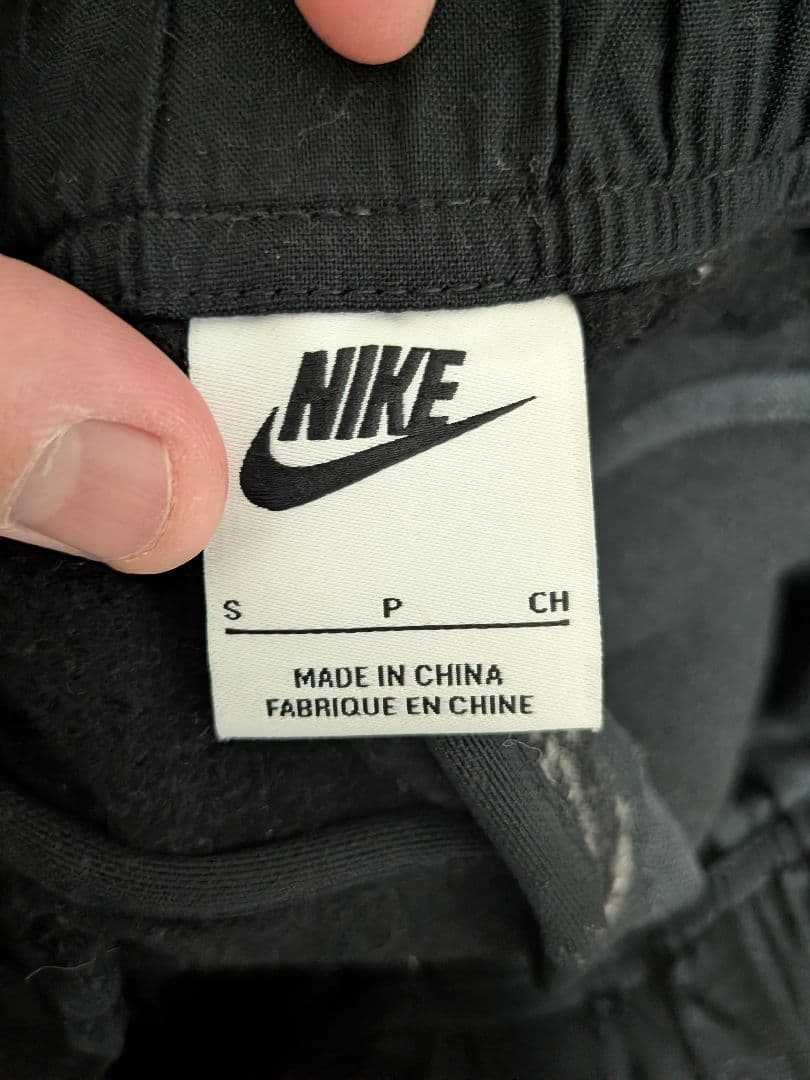 NIKE
S P CH
MADE IN CHINA
FABRIQUE EN CHINE